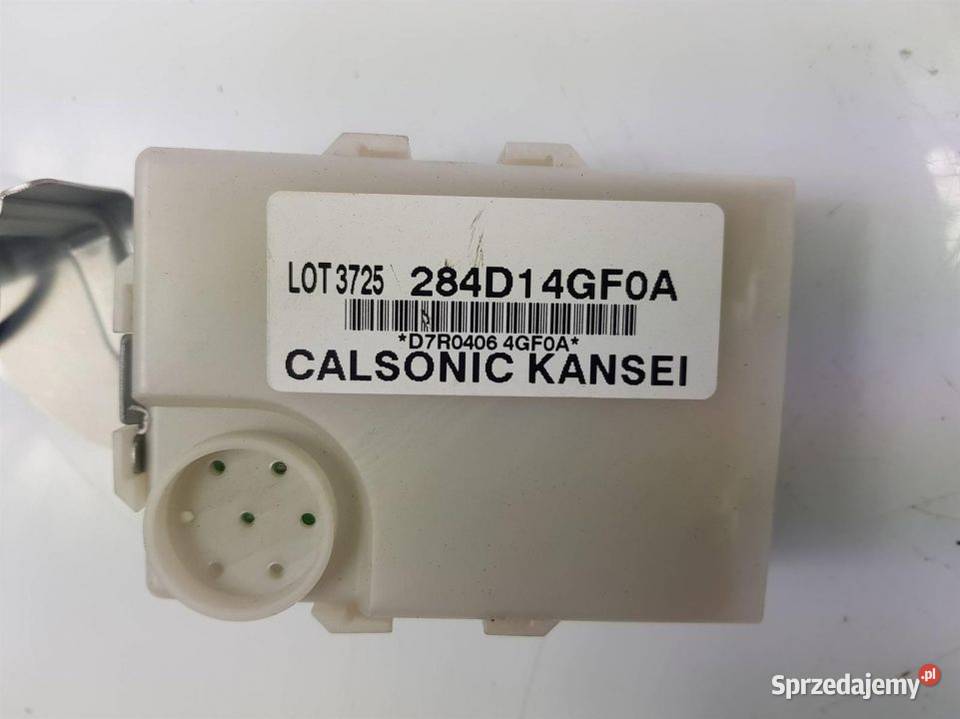 LOT 3725 284D14GF0A
*D7R0406 4GF0A*
CALSONIC KANSEI
Sprzedajemy.pl